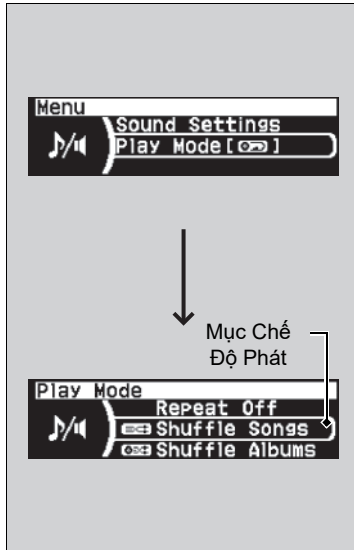 Menu
Sound Settings
Play Mode[ ]
Mục Chế
Độ Phát
Play Mode
Repeat Off
Shuffle Songs
Shuffle Albums